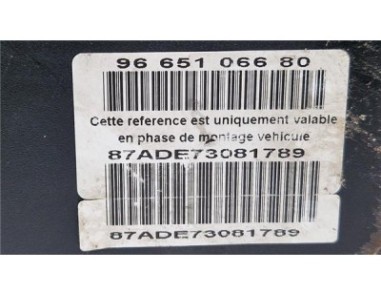 96 651 066 80
Cette reference est uniquement valable
en phase de montage vehicule
87ADE73081789
87ADE73081789